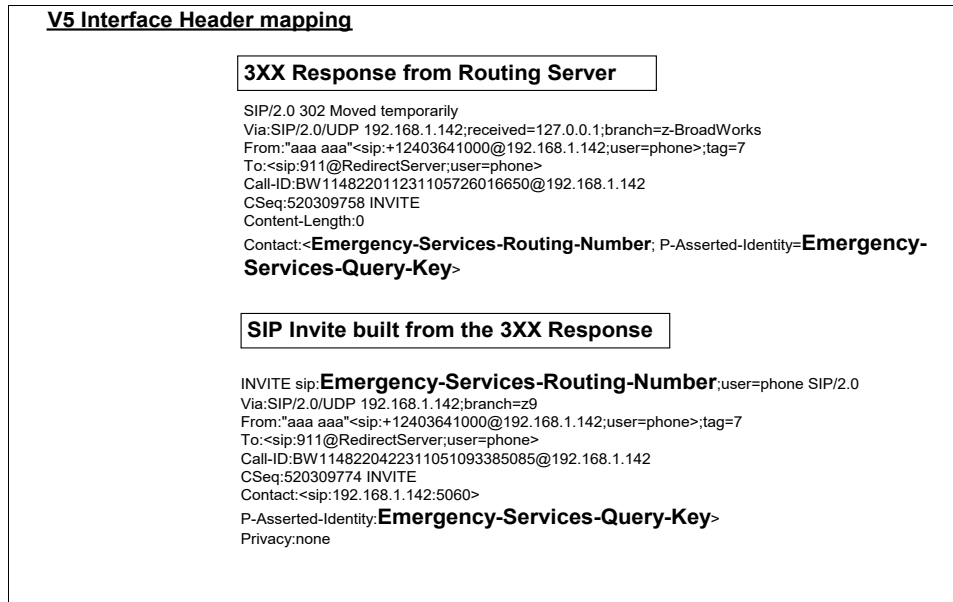 V5 Interface Header mapping
3XX Response from Routing Server
SIP/2.0 302 Moved temporarily
Via:SIP/2.0/UDP 192.168.1.142;received=127.0.0.1;branch=z-BroadWorks
From:"aaa aaa"<sip:+12403641000@192.168.1.142;user=phone>;tag=7
To:<sip:911@RedirectServer;user=phone>
Call-ID:BW114822011231105726016650@192.168.1.142
CSeq:520309758 INVITE
Content-Length:0
Contact:<Emergency-Services-Routing-Number; P-Asserted-Identity=Emergency-
Services-Query-Key>
SIP Invite built from the 3XX Response
INVITE sip:Emergency-Services-Routing-Number;user=phone SIP/2.0
Via:SIP/2.0/UDP 192.168.1.142;branch=z9
From:"aaa aaa"<sip:+12403641000@192.168.1.142;user=phone>;tag=7
To:<sip:911@RedirectServer;user=phone>
Call-ID:BW1148220422311051093385085@192.168.1.142
CSeq:520309774 INVITE
Contact:<sip:192.168.1.142:5060>
P-Asserted-Identity:Emergency-Services-Query-Key>
Privacy:none